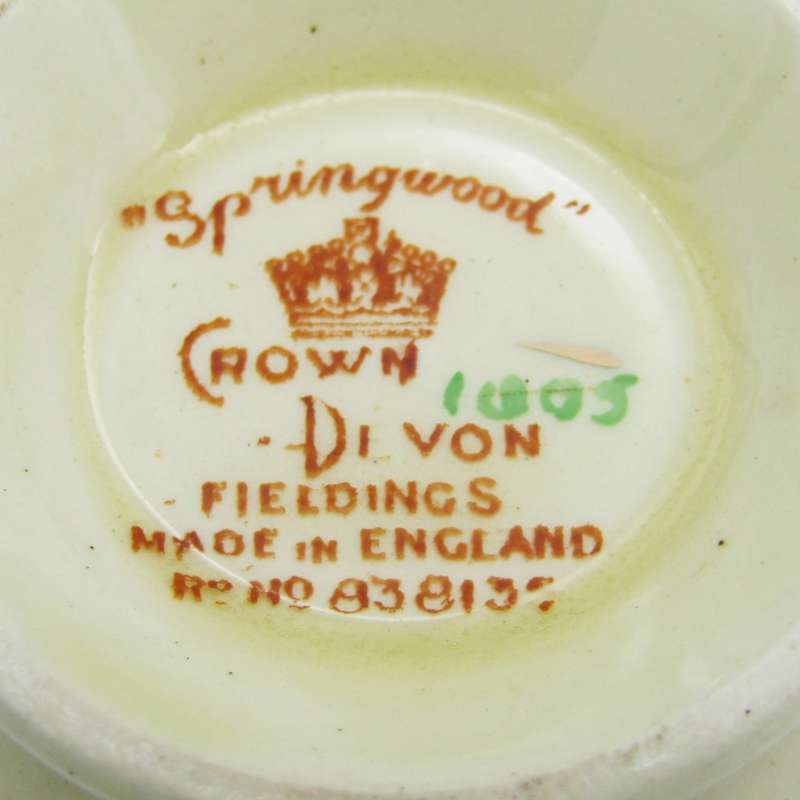 "Springwood"
CROWN
1005
DEVON
FIELDINGS
MADE IN ENGLAND